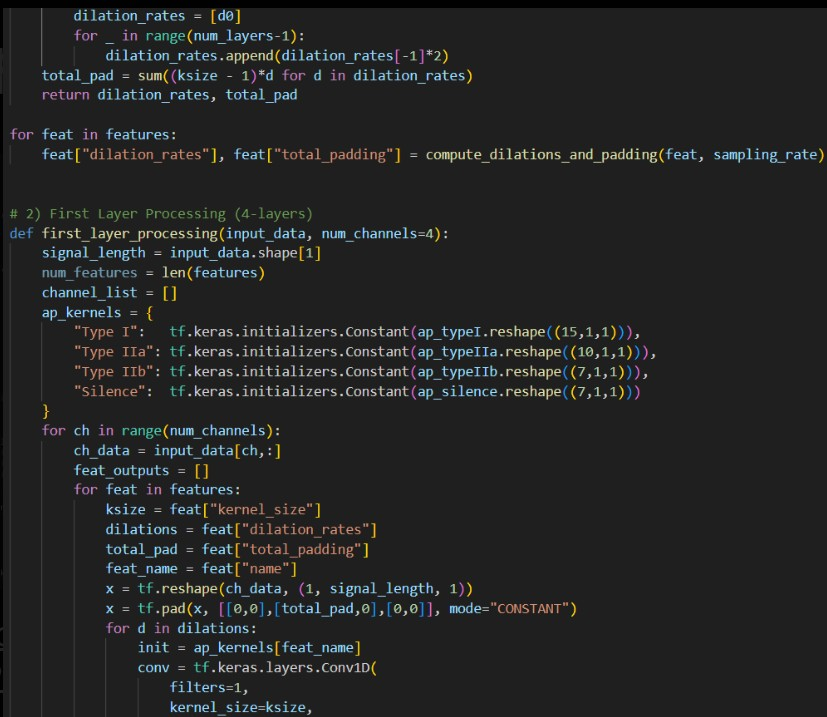 dilation_rates = [d0]
for _ in range(num_layers-1):
dilation_rates.append(dilation_rates[-1]*2)
total_pad = sum((ksize - 1)*d for d in dilation_rates)
return dilation_rates, total_pad
for feat in features:
feat["dilation_rates"], feat["total_padding"] = compute_dilations_and_padding(feat, sampling_rate)
# 2) First Layer Processing (4-layers)
def first_layer_processing(input_data, num_channels=4):
signal_length = input_data.shape[1]
num_features = len(features)
channel_list = []
ap_kernels = {
"Type I": tf.keras.initializers.Constant(ap_typeI.reshape((15,1,1))),
"Type IIa": tf.keras.initializers.Constant(ap_typeIIa.reshape((10,1,1))),
"Type IIb": tf.keras.initializers.Constant(ap_typeIIb.reshape((7,1,1))),
"Silence": tf.keras.initializers.Constant(ap_silence.reshape((7,1,1)))
}
for ch in range(num_channels):
ch_data = input_data[ch,:]
feat_outputs = []
for feat in features:
ksize = feat["kernel_size"]
dilations = feat["dilation_rates"]
total_pad = feat["total_padding"]
feat_name = feat["name"]
x = tf.reshape(ch_data, (1, signal_length, 1))
x = tf.pad(x, [[0,0],[total_pad,0],[0,0]], mode="CONSTANT")
for d in dilations:
init = ap_kernels[feat_name]
conv = tf.keras.layers.Conv1D(
filters=1,
kernel_size=ksize,